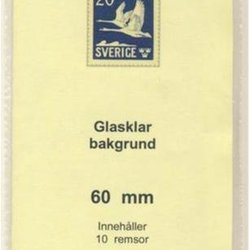 20
SVERIGE
Glasklar
bakgrund
60 mm
Innehåller
10 remsor